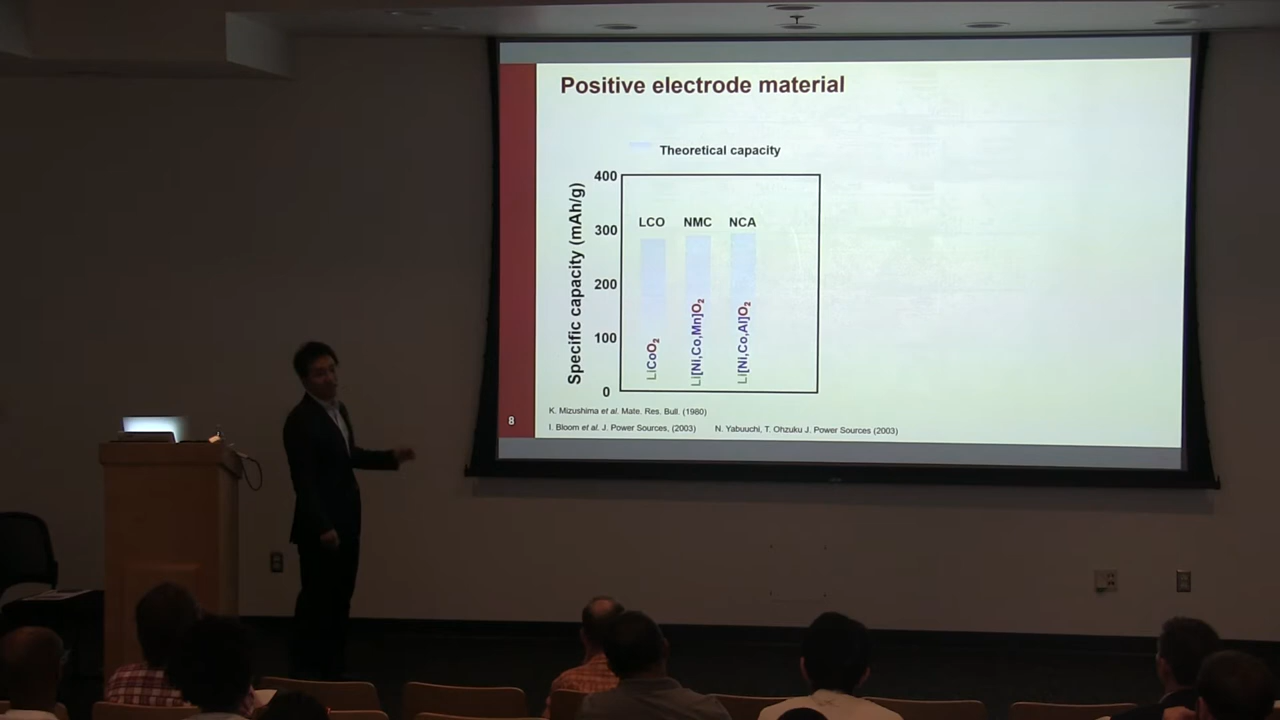 Positive electrode material
Theoretical capacity
Specific capacity (mAh/g)
400
300
200
100
0
LCO NMC NCA
LiCoO2
Li[Ni,Co,Mn]O2
Li[Ni,Co,Al]O2
K. Mizushima et al. Mate. Res. Bull. (1980)
I. Bloom et al. J. Power Sources, (2003) N. Yabuuchi, T. Ohzuku J. Power Sources (2003)
8